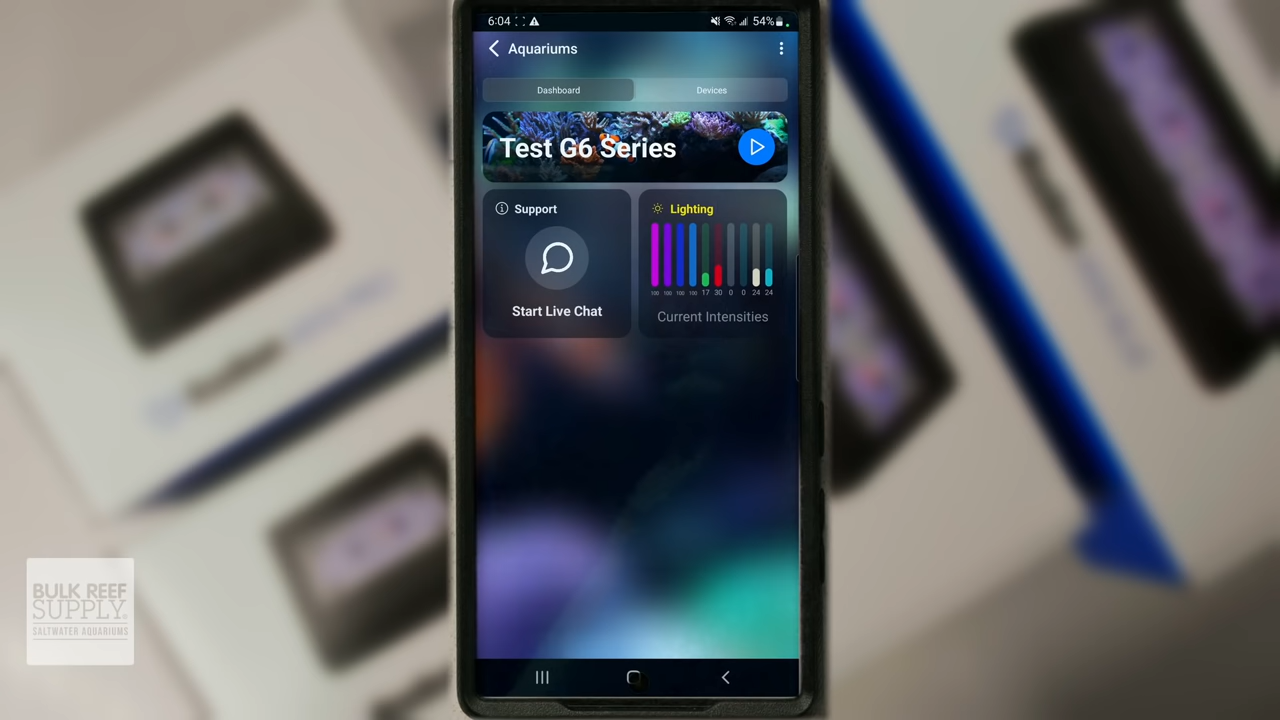 6:04
54%
Aquariums
Dashboard
Devices
Test G6 Series
Support
Start Live Chat
Lighting
100 100 100 100 17 30 0 0 24 24
Current Intensities
BULK REEF
SUPPLY®
SALTWATER AQUARIUMS